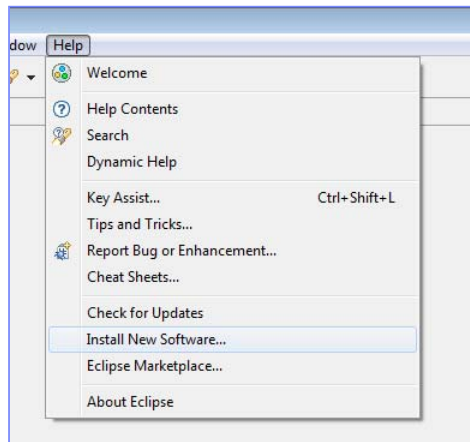 dow Help
Welcome
Help Contents
Search
Dynamic Help
Key Assist... Ctrl+Shift+L
Tips and Tricks...
Report Bug or Enhancement...
Cheat Sheets...
Check for Updates
Install New Software...
Eclipse Marketplace...
About Eclipse